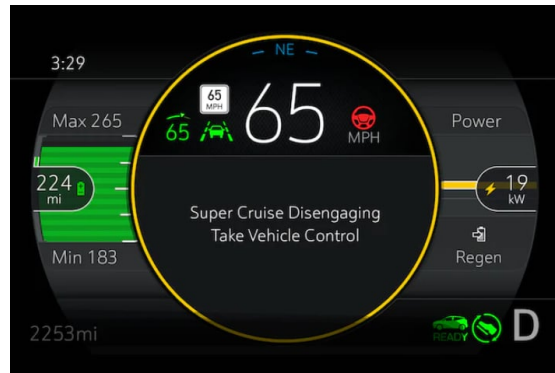 NE
3:29
65
MPH
65
65
MPH
Max 265
Power
224
mi
19
kW
Super Cruise Disengaging
Take Vehicle Control
Min 183
Regen
2253mi
READY
D